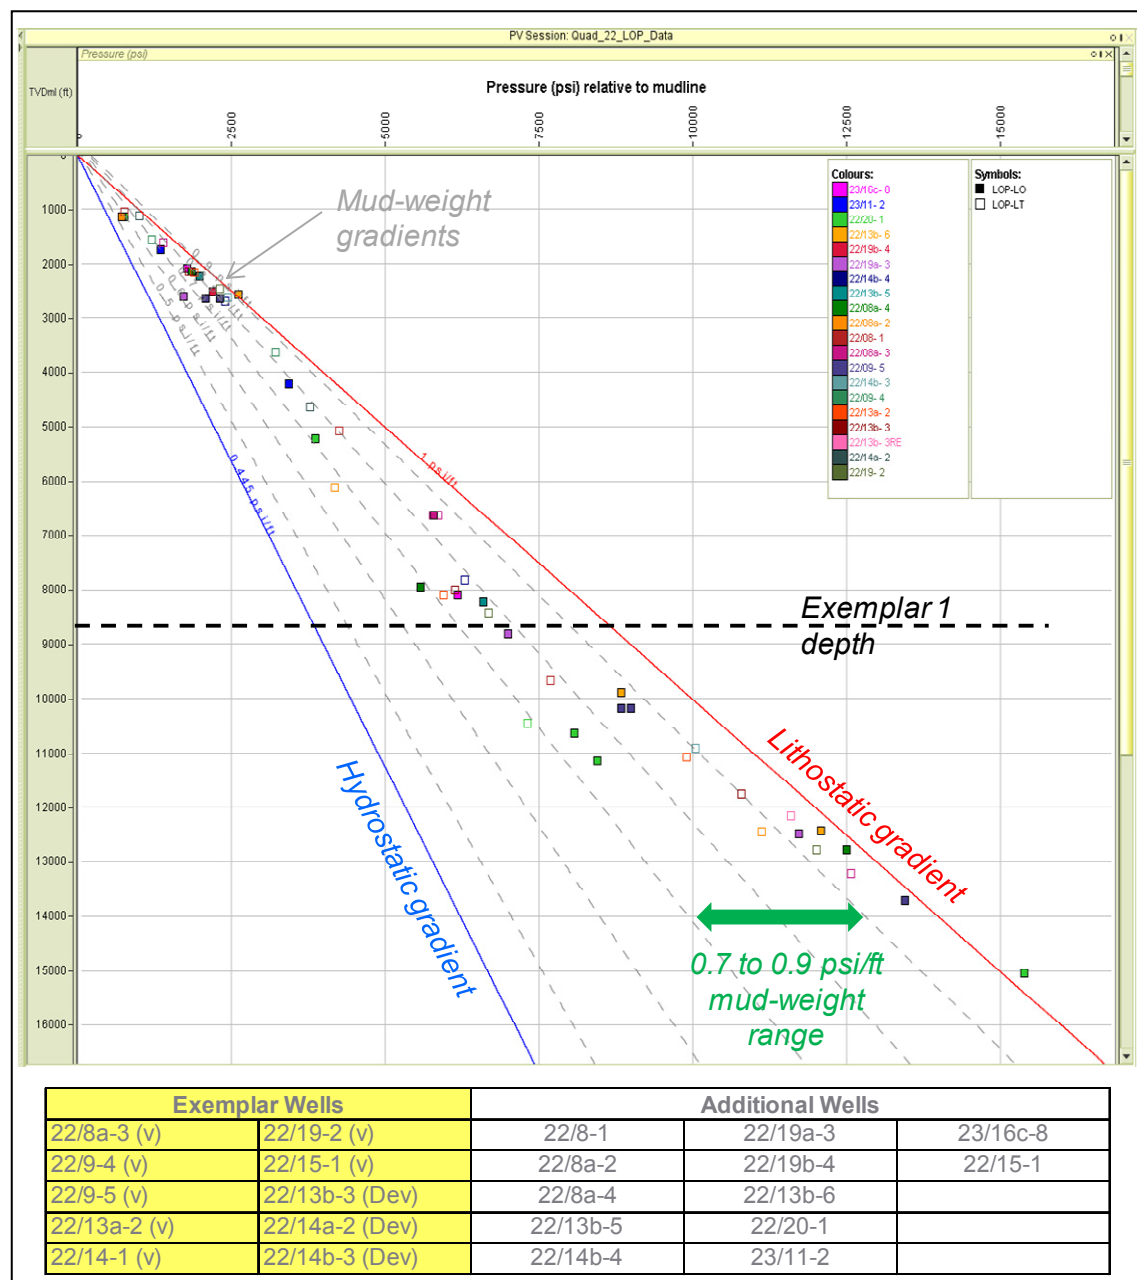 PV Session: Quad_22_LOP_Data
Pressure (psi)
TVDml (ft)
Pressure (psi) relative to mudline
0
2500
5000
7500
10000
12500
15000
0
1000
2000
3000
4000
5000
6000
7000
8000
9000
10000
11000
12000
13000
14000
15000
16000
Colours:
23/16c- 8
23/11- 2
22/20- 1
22/13b- 6
22/19b- 4
22/19a- 3
22/14b- 4
22/13b- 5
22/08a- 4
22/08a- 2
22/08- 1
22/08a- 3
22/09- 5
22/14b- 3
22/09- 4
22/13a- 2
22/13b- 3
22/13b- 3RE
22/14a- 2
22/19- 2
Symbols:
LOP-LO
LOP-LT
Mud-weight
gradients
0.5 psi/ft
0.445 psi/ft
1 psi/ft
Exemplar 1
depth
Hydrostatic gradient
Lithostatic gradient
0.7 to 0.9 psi/ft
mud-weight
range
Exemplar Wells Additional Wells
22/8a-3 (v) 22/19-2 (v) 22/8-1 22/19a-3 23/16c-8
22/9-4 (v) 22/15-1 (v) 22/8a-2 22/19b-4 22/15-1
22/9-5 (v) 22/13b-3 (Dev) 22/8a-4 22/13b-6
22/13a-2 (v) 22/14a-2 (Dev) 22/13b-5 22/20-1
22/14-1 (v) 22/14b-3 (Dev) 22/14b-4 23/11-2